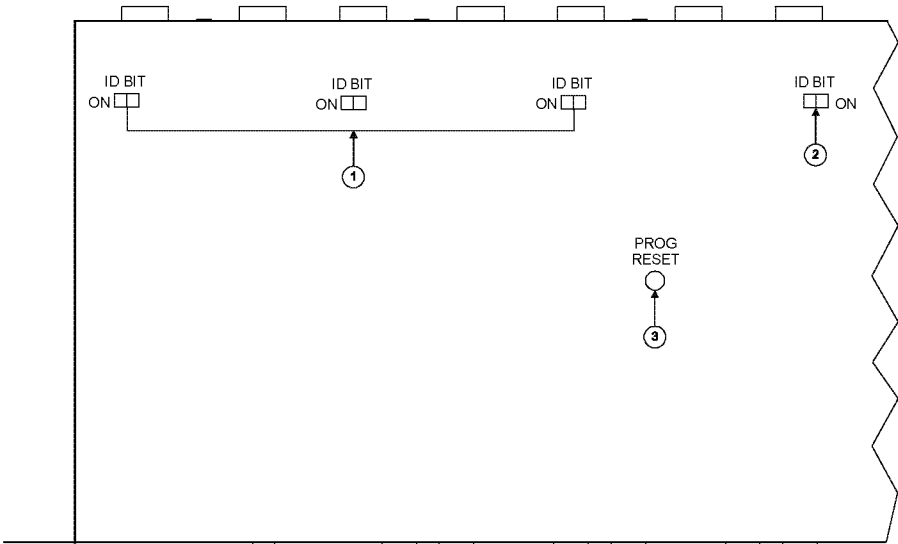 ID BIT
ON
ID BIT
ON
ID BIT
ON
ID BIT
ON
1
2
PROG
RESET
3